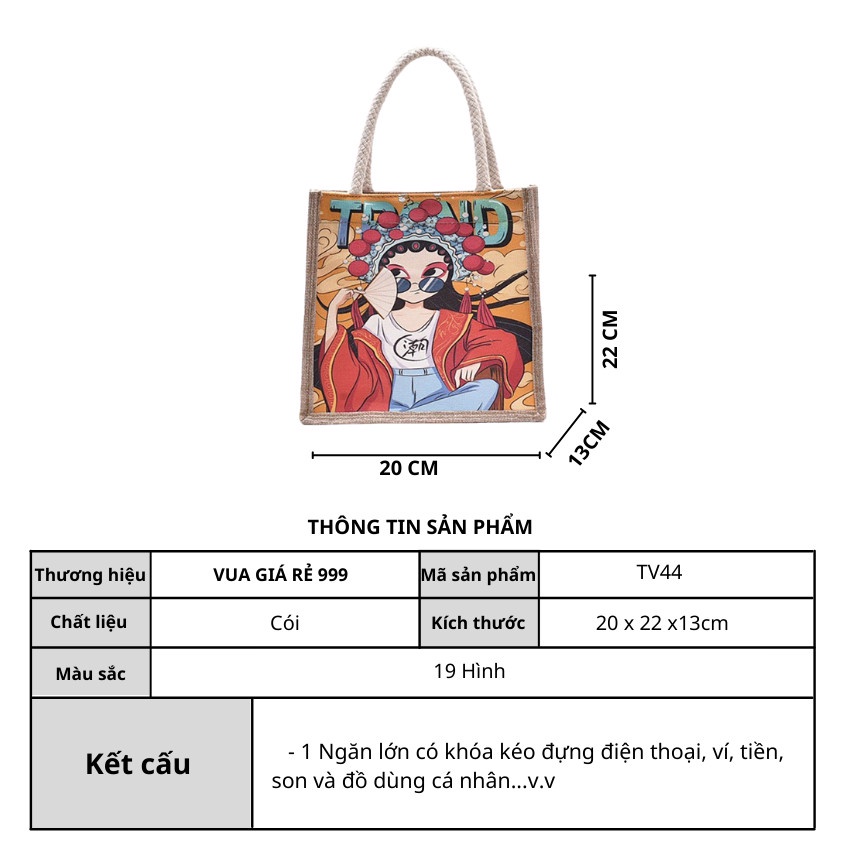 TREND
潮
22 CM
13CM
20 CM
THÔNG TIN SẢN PHẨM
Thương hiệu VUA GIÁ RẺ 999 Mã sản phẩm TV44
Chất liệu Cói Kích thước 20 x 22 x13cm
Màu sắc 19 Hình
Kết cấu
- 1 Ngăn lớn có khóa kéo đựng điện thoại, ví, tiền,
son và đồ dùng cá nhân...v.v